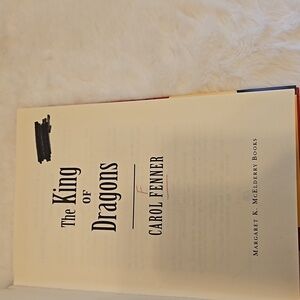 The King
OF
Dragons
CAROL FENNER
MARGARET K. MCELDERRY BOOKS